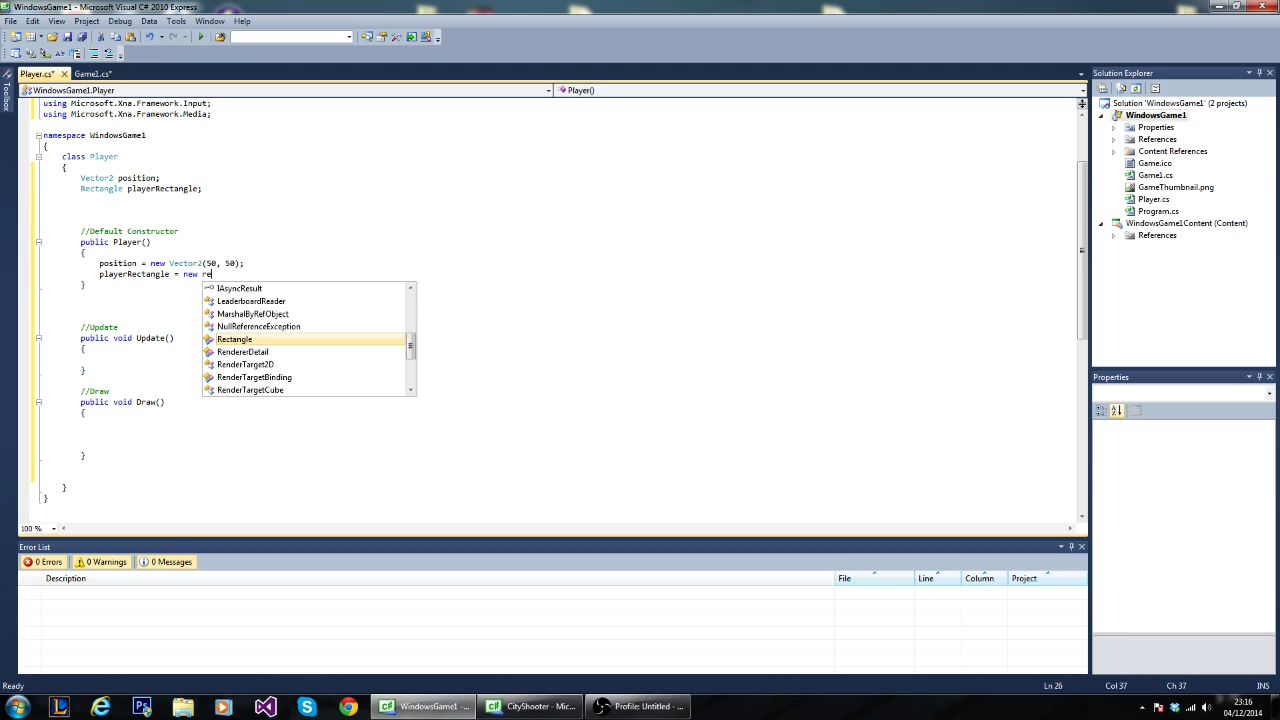 WindowsGame1 - Microsoft Visual C# 2010 Express
File Edit View Project Debug Data Tools Window Help
Player.cs* Game1.cs*
WindowsGame1.Player Player()
Toolbox
using Microsoft.Xna.Framework.Input;
using Microsoft.Xna.Framework.Media;
namespace WindowsGame1
{
class Player
{
Vector2 position;
Rectangle playerRectangle;
//Default Constructor
public Player()
{
position = new Vector2(50, 50);
playerRectangle = new re
}
IAsyncResult
LeaderboardReader
MarshalByRefObject
NullReferenceException
Rectangle
RendererDetail
RenderTarget2D
RenderTargetBinding
RenderTargetCube
//Update
public void Update()
{
}
//Draw
public void Draw()
{
}
}
}
100 %
Solution Explorer
Solution 'WindowsGame1' (2 projects)
WindowsGame1
Properties
References
Content References
Game.ico
Game1.cs
GameThumbnail.png
Player.cs
Program.cs
WindowsGame1Content (Content)
References
Properties
Error List
0 Errors 0 Warnings 0 Messages
Description File Line Column Project
Ready Ln 26 Col 37 Ch 37 INS
WindowsGame1 -... CityShooter - Mic... Profile: Untitled - ...
23:16
04/12/2014